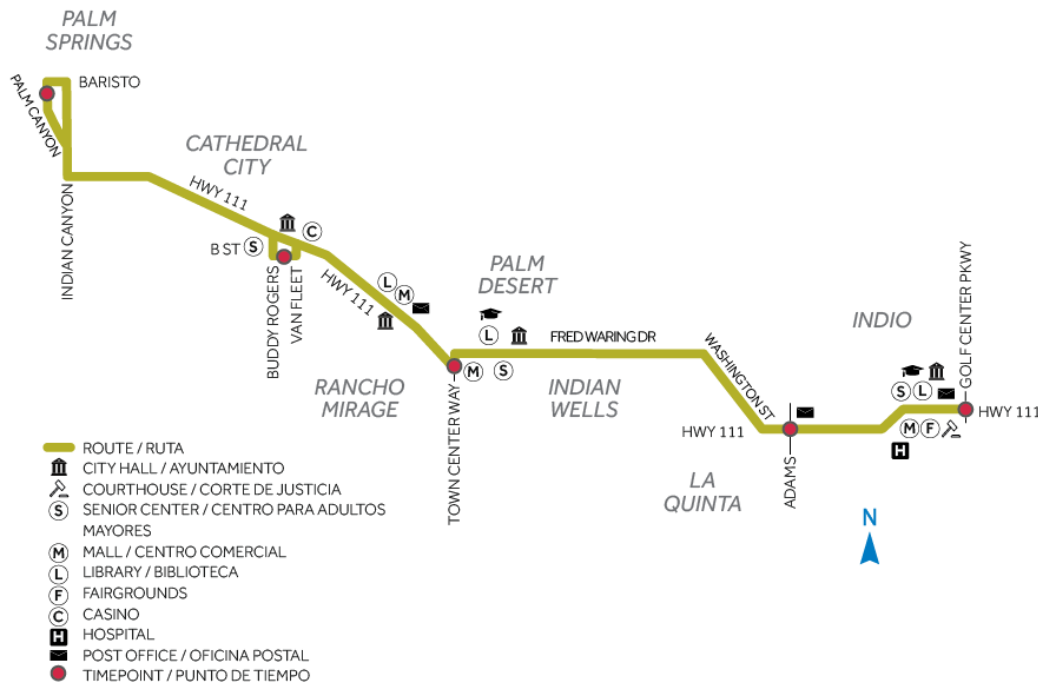 PALM
SPRINGS
BARISTO
PALM CANYON
INDIAN CANYON
CATHEDRAL
CITY
HWY 111
C
B ST S
BUDDY ROGERS
VAN FLEET
HWY 111
L
M
RANCHO
MIRAGE
PALM
DESERT
L
FRED WARING DR
M S
TOWN CENTER WAY
INDIAN
WELLS
WASHINGTON ST
INDIO
GOLF CENTER PKWY
S L
HWY 111
M F
H
HWY 111
ADAMS
LA
QUINTA
N
ROUTE / RUTA
CITY HALL / AYUNTAMIENTO
COURTHOUSE / CORTE DE JUSTICIA
S SENIOR CENTER / CENTRO PARA ADULTOS
MAYORES
M MALL / CENTRO COMERCIAL
L LIBRARY / BIBLIOTECA
F FAIRGROUNDS
C CASINO
H HOSPITAL
POST OFFICE / OFICINA POSTAL
TIMEPOINT / PUNTO DE TIEMPO